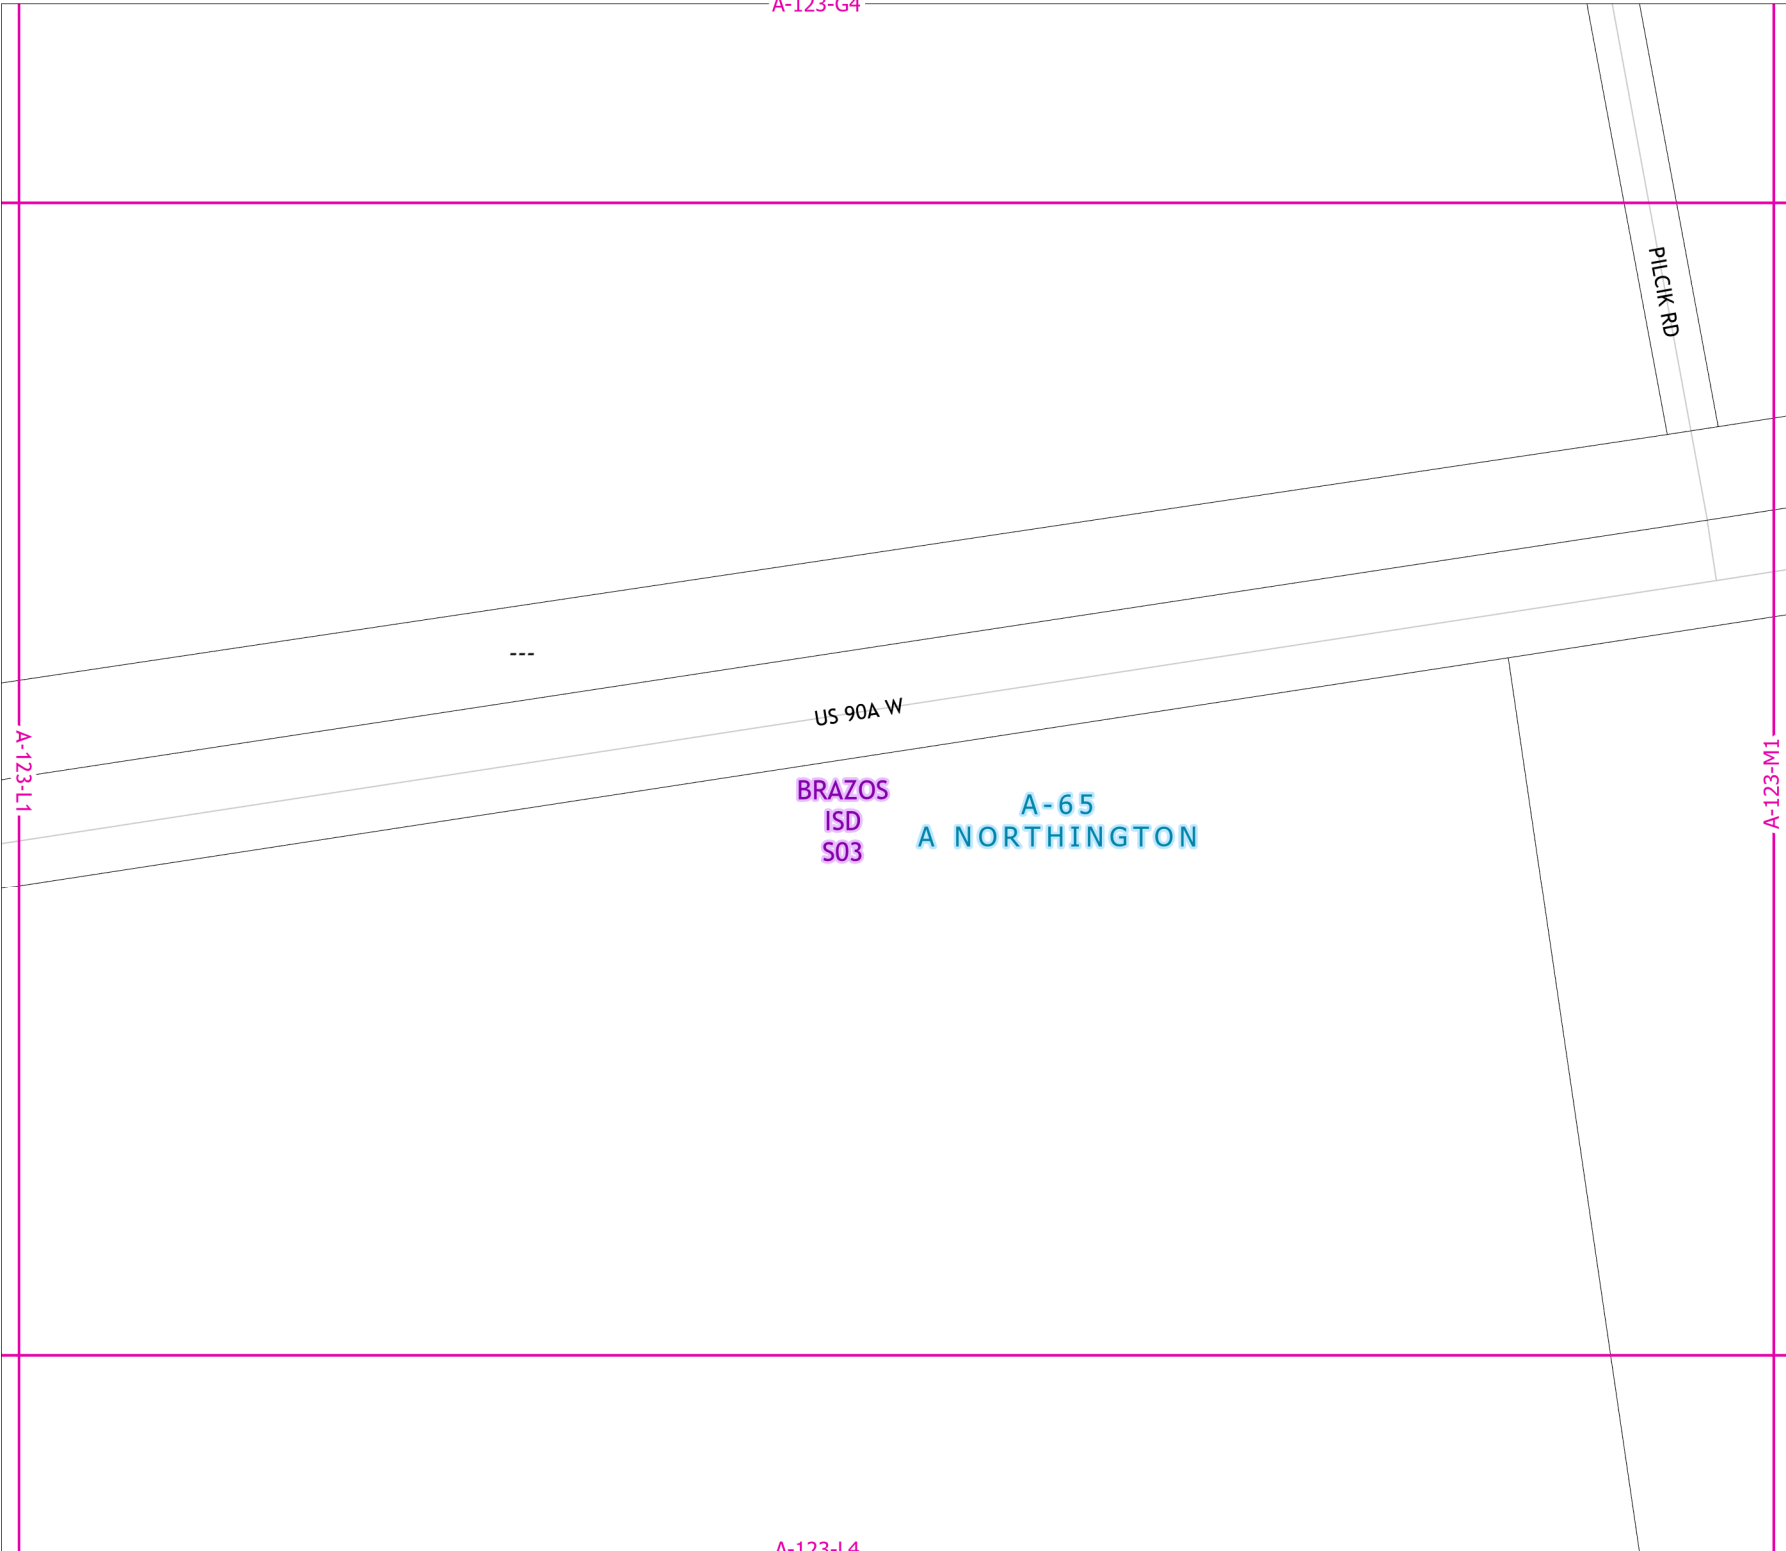 A-123-G4
PILCIK RD
---
US 90A W
A-123-L1
A-123-M1
BRAZOS
ISD
S03
A-65
A NORTHINGTON
A-123-L4